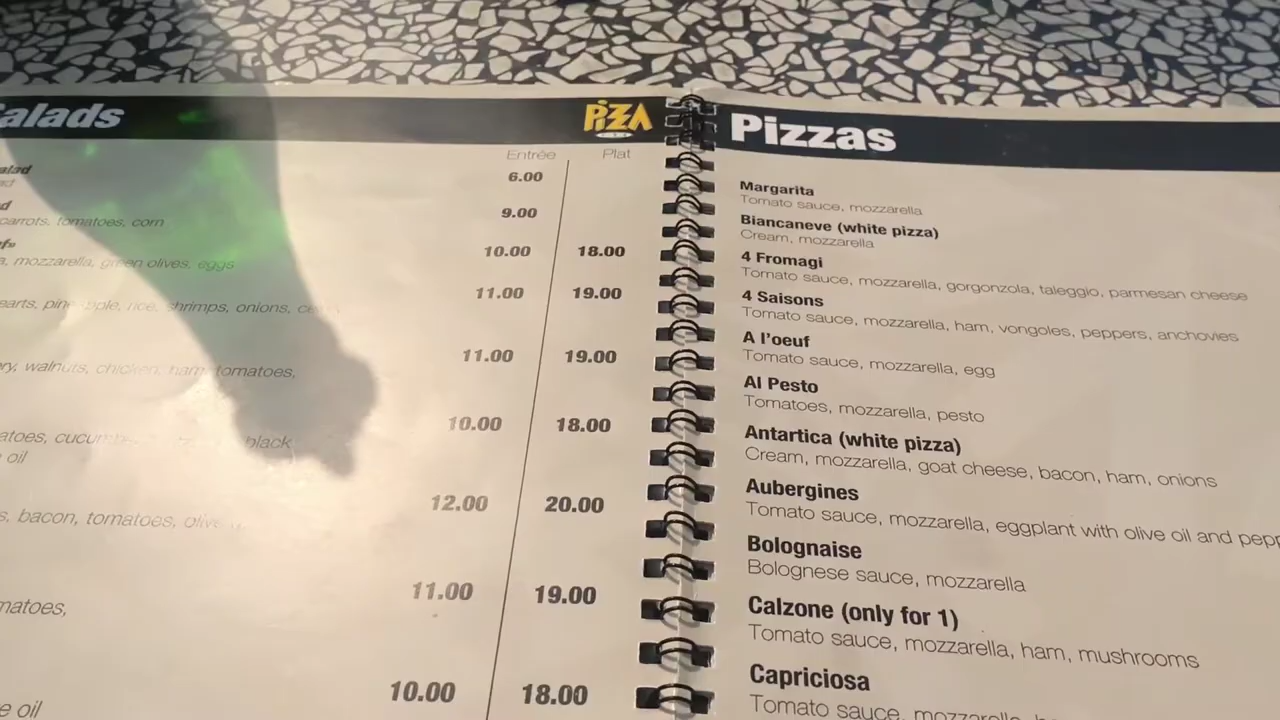 Salads
PIZZA
Entrée Plat
6.00
9.00
carrots, tomatoes, corn
10.00 18.00
mozzarella, green olives, eggs
11.00 19.00
pineapple, rice, shrimps, onions,
11.00 19.00
walnuts, chicken, ham, tomatoes,
10.00 18.00
black
oil
12.00 20.00
bacon, tomatoes,
11.00 19.00
10.00 18.00
oil
Pizzas
Margarita
Tomato sauce, mozzarella
Biancaneve (white pizza)
Cream, mozzarella
4 Fromagi
Tomato sauce, mozzarella, gorgonzola, taleggio, parmesan cheese
4 Saisons
Tomato sauce, mozzarella, ham, vongoles, peppers, anchovies
A l'oeuf
Tomato sauce, mozzarella, egg
Al Pesto
Tomatoes, mozzarella, pesto
Antartica (white pizza)
Cream, mozzarella, goat cheese, bacon, ham, onions
Aubergines
Tomato sauce, mozzarella, eggplant with olive oil and
Bolognaise
Bolognese sauce, mozzarella
Calzone (only for 1)
Tomato sauce, mozzarella, ham, mushrooms
Capriciosa
Tomato sauce, mozzarella,